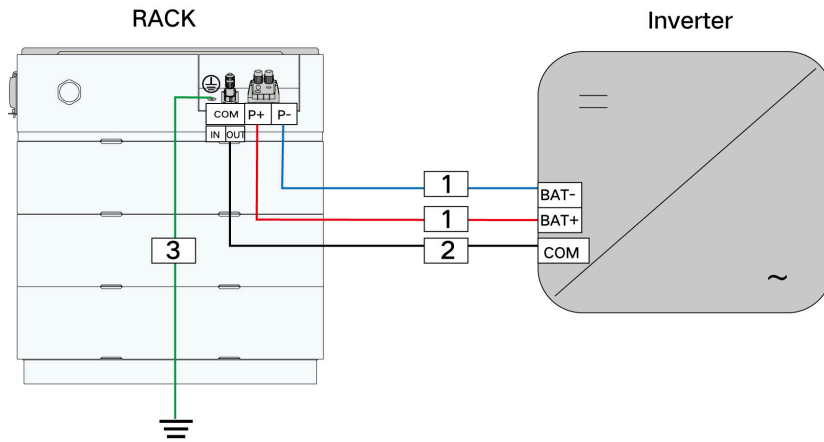 RACK
Inverter
COM P+ P-
IN OUT
1
BAT-
1
BAT+
3
2
COM
~